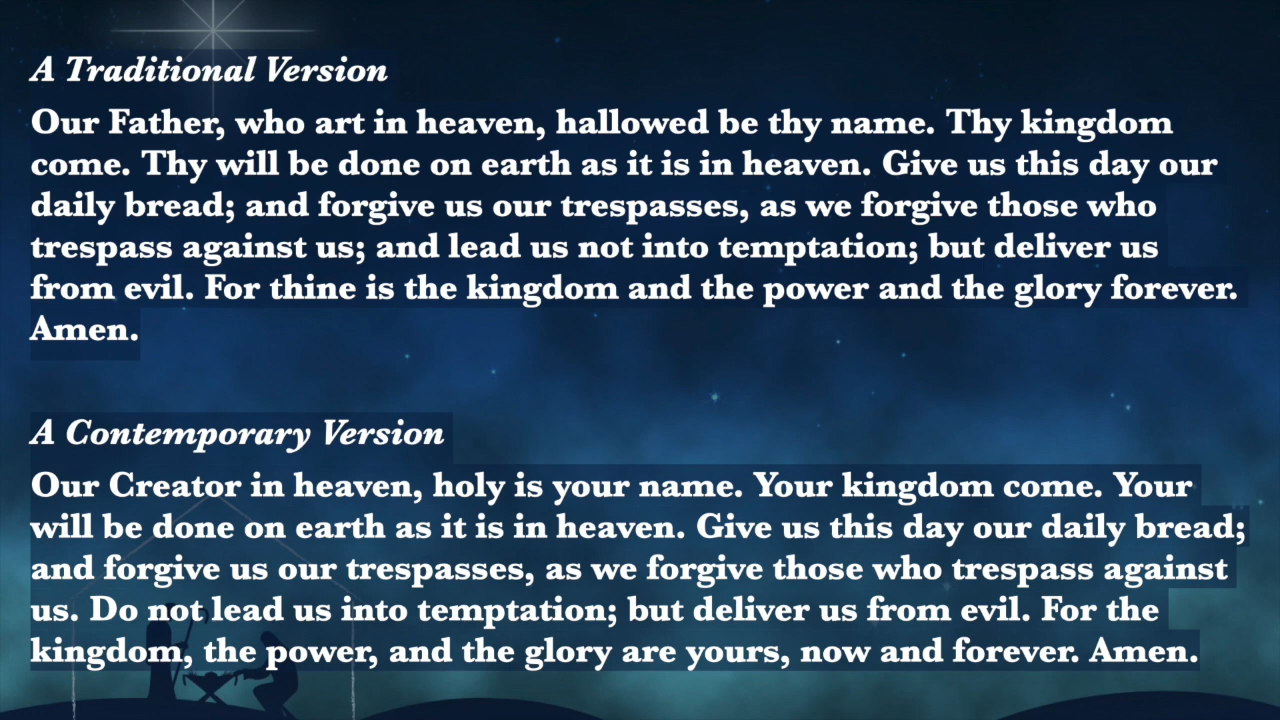 A Traditional Version
Our Father, who art in heaven, hallowed be thy name. Thy kingdom
come. Thy will be done on earth as it is in heaven. Give us this day our
daily bread; and forgive us our trespasses, as we forgive those who
trespass against us; and lead us not into temptation; but deliver us
from evil. For thine is the kingdom and the power and the glory forever.
Amen.
A Contemporary Version
Our Creator in heaven, holy is your name. Your kingdom come. Your
will be done on earth as it is in heaven. Give us this day our daily bread;
and forgive us our trespasses, as we forgive those who trespass against
us. Do not lead us into temptation; but deliver us from evil. For the
kingdom, the power, and the glory are yours, now and forever. Amen.